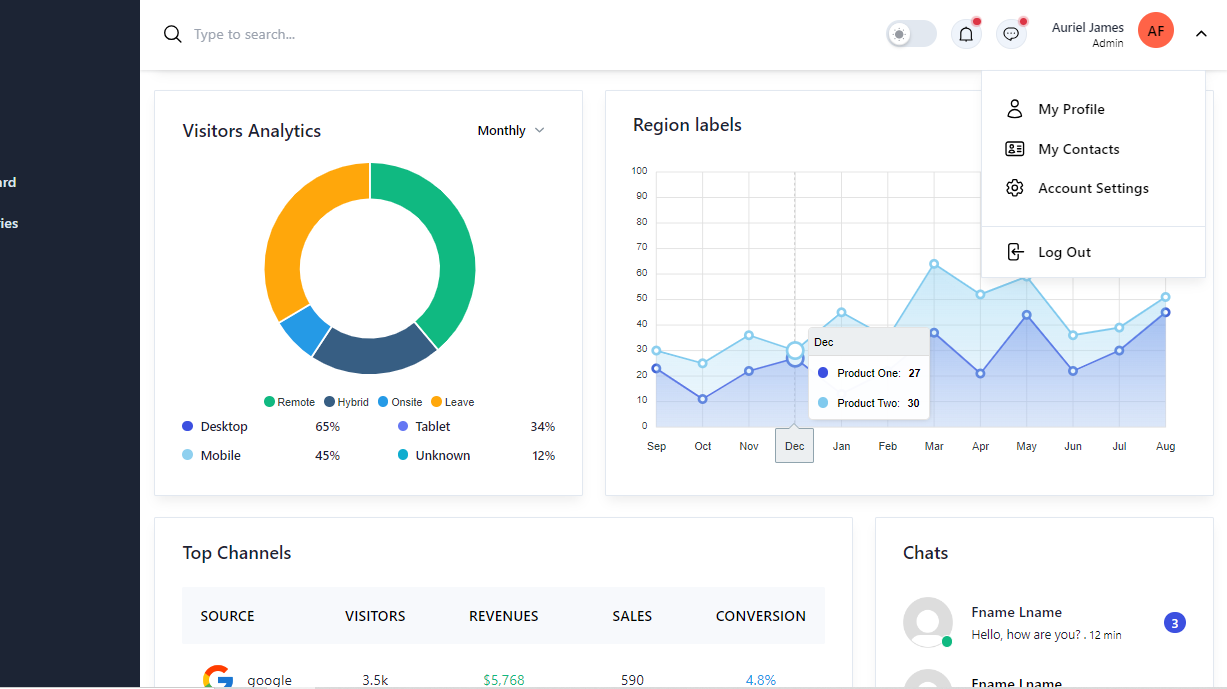 Type to search...
Auriel James
Admin
AF
My Profile
My Contacts
Account Settings
Log Out
Visitors Analytics
Monthly
Remote Hybrid Onsite Leave
Desktop 65% Tablet 34%
Mobile 45% Unknown 12%
Region labels
100
90
80
70
60
50
40
30
20
10
0
Sep Oct Nov Dec Jan Feb Mar Apr May Jun Jul Aug
Dec
Product One: 27
Product Two: 30
Top Channels
SOURCE VISITORS REVENUES SALES CONVERSION
google 3.5k $5,768 590 4.8%
Chats
Fname Lname
Hello, how are you? . 12 min
3
Fname Lname